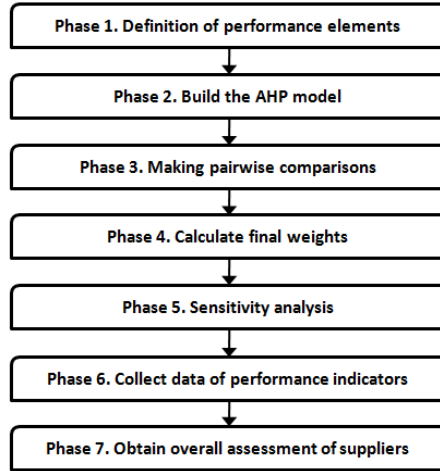 Phase 1. Definition of performance elements
Phase 2. Build the AHP model
Phase 3. Making pairwise comparisons
Phase 4. Calculate final weights
Phase 5. Sensitivity analysis
Phase 6. Collect data of performance indicators
Phase 7. Obtain overall assessment of suppliers